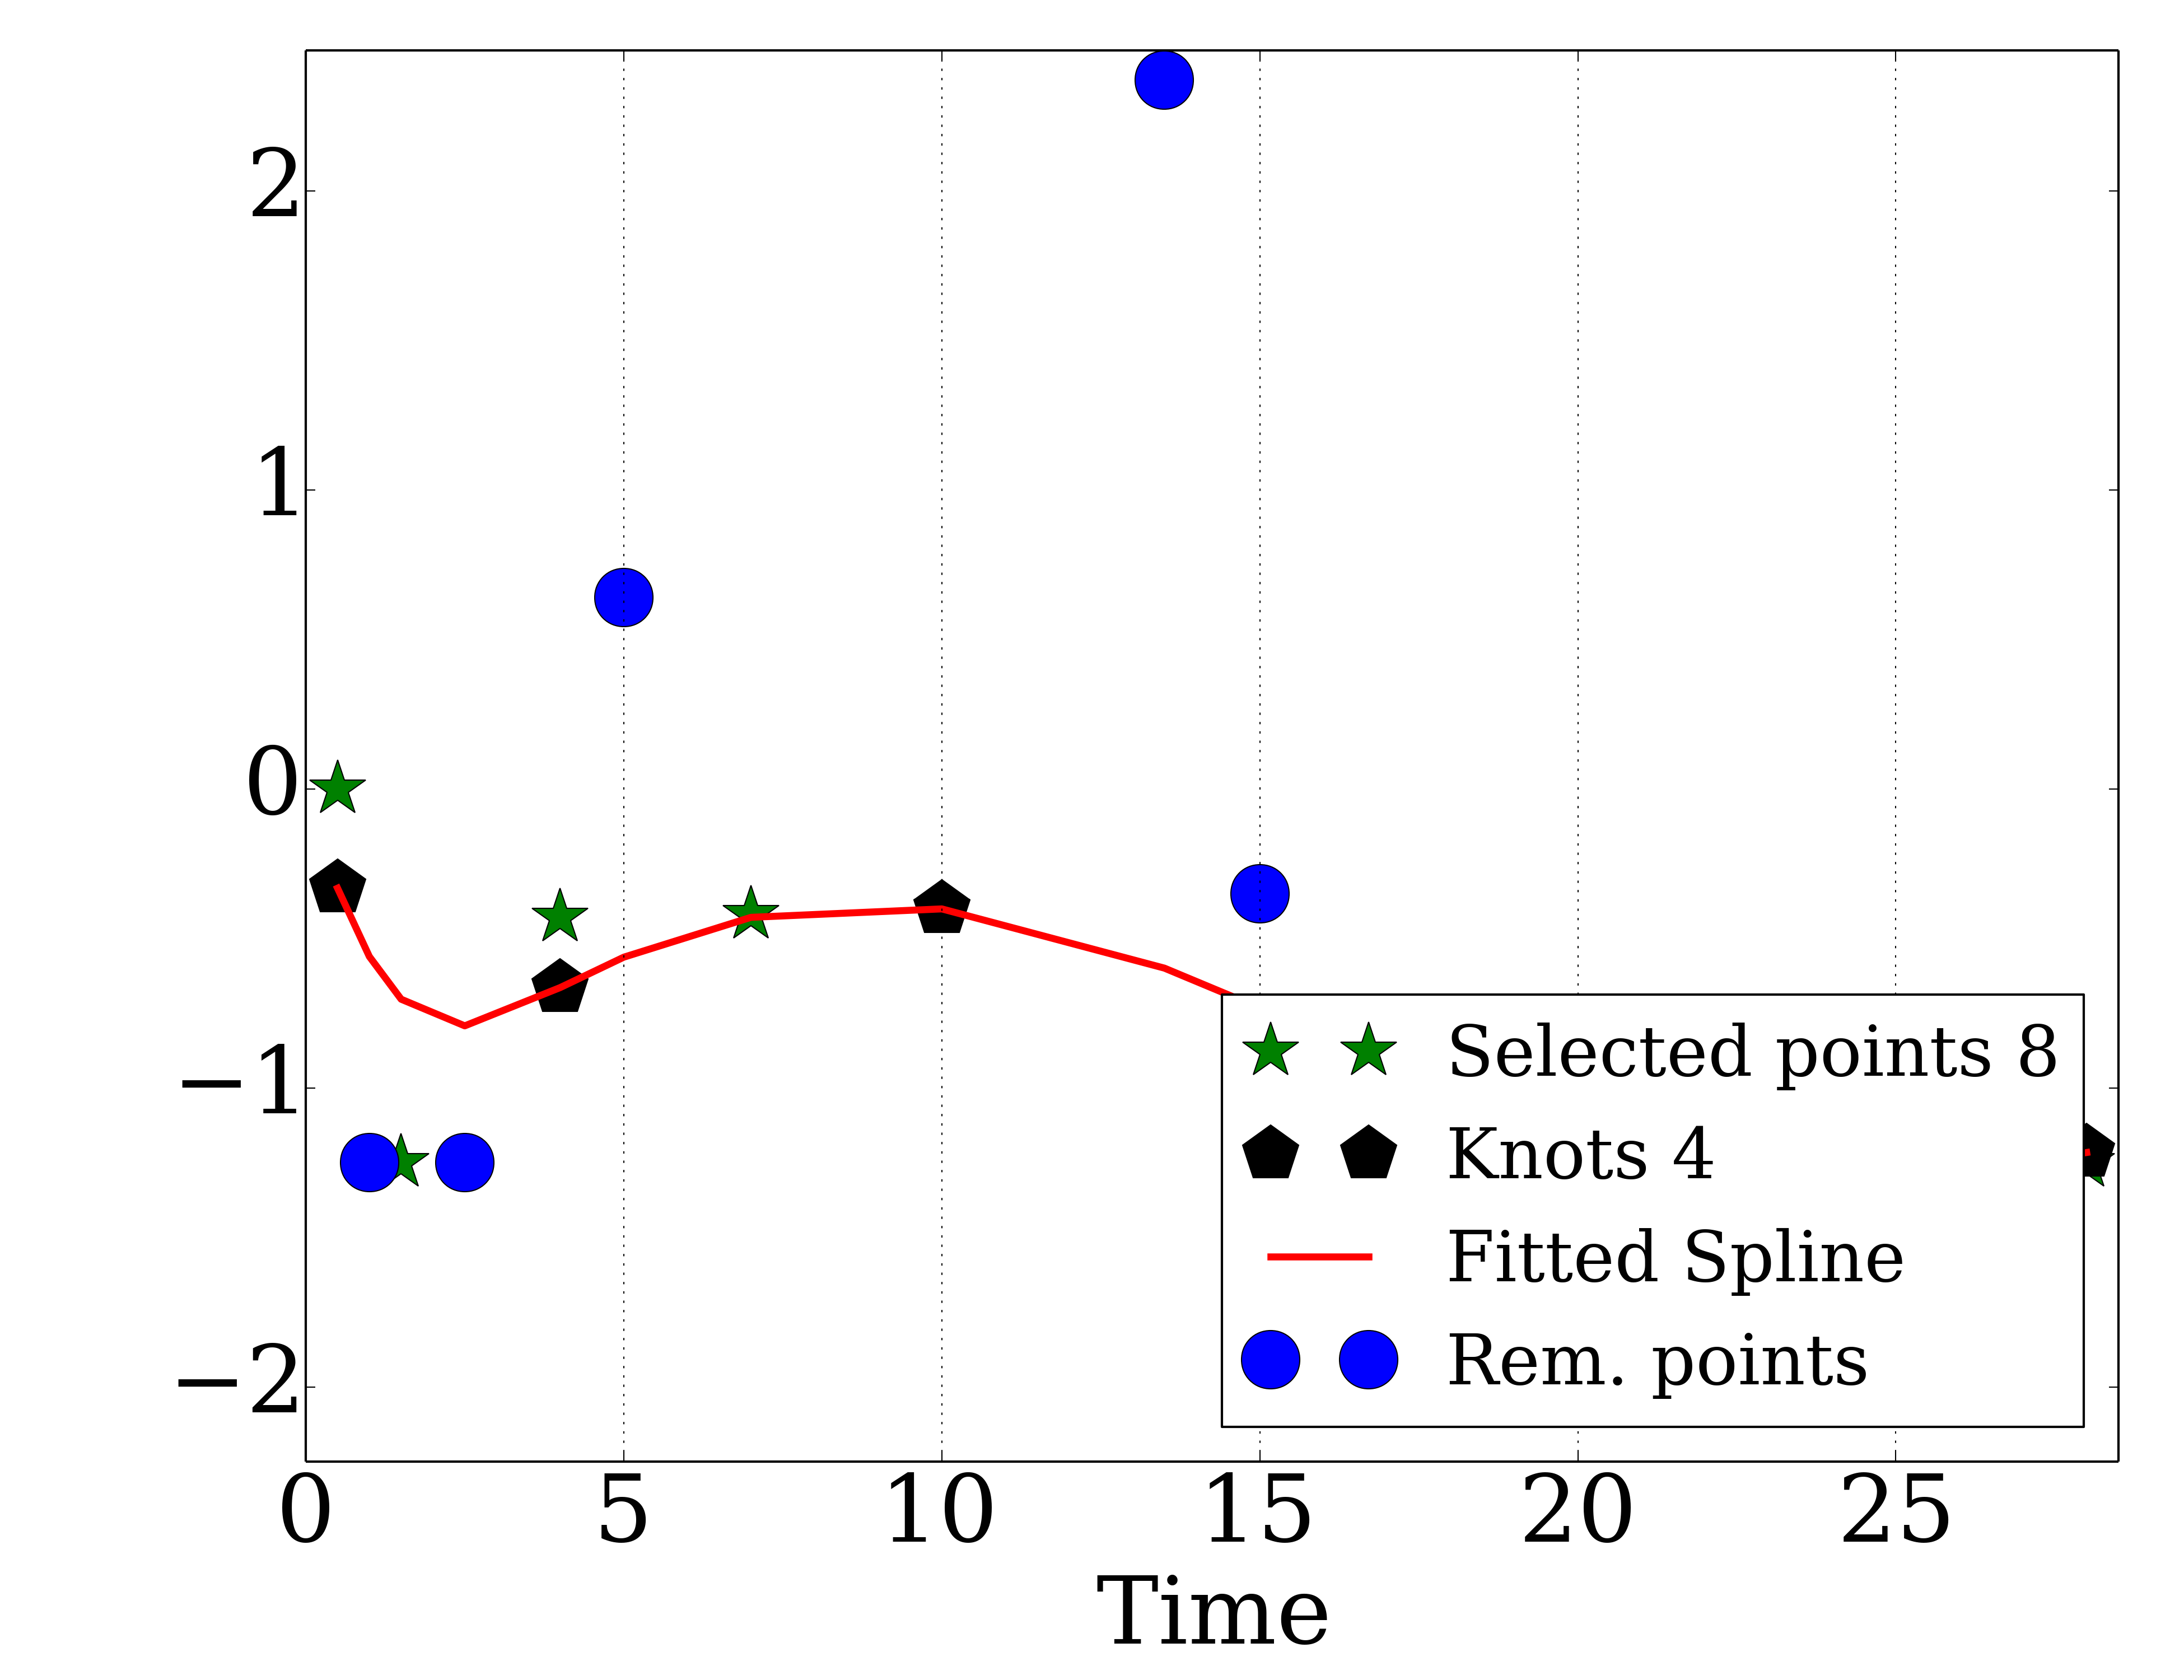 2
1
0
−1
−2
Selected points 8
Knots 4
Fitted Spline
Rem. points
0 5 10 15 20 25
Time